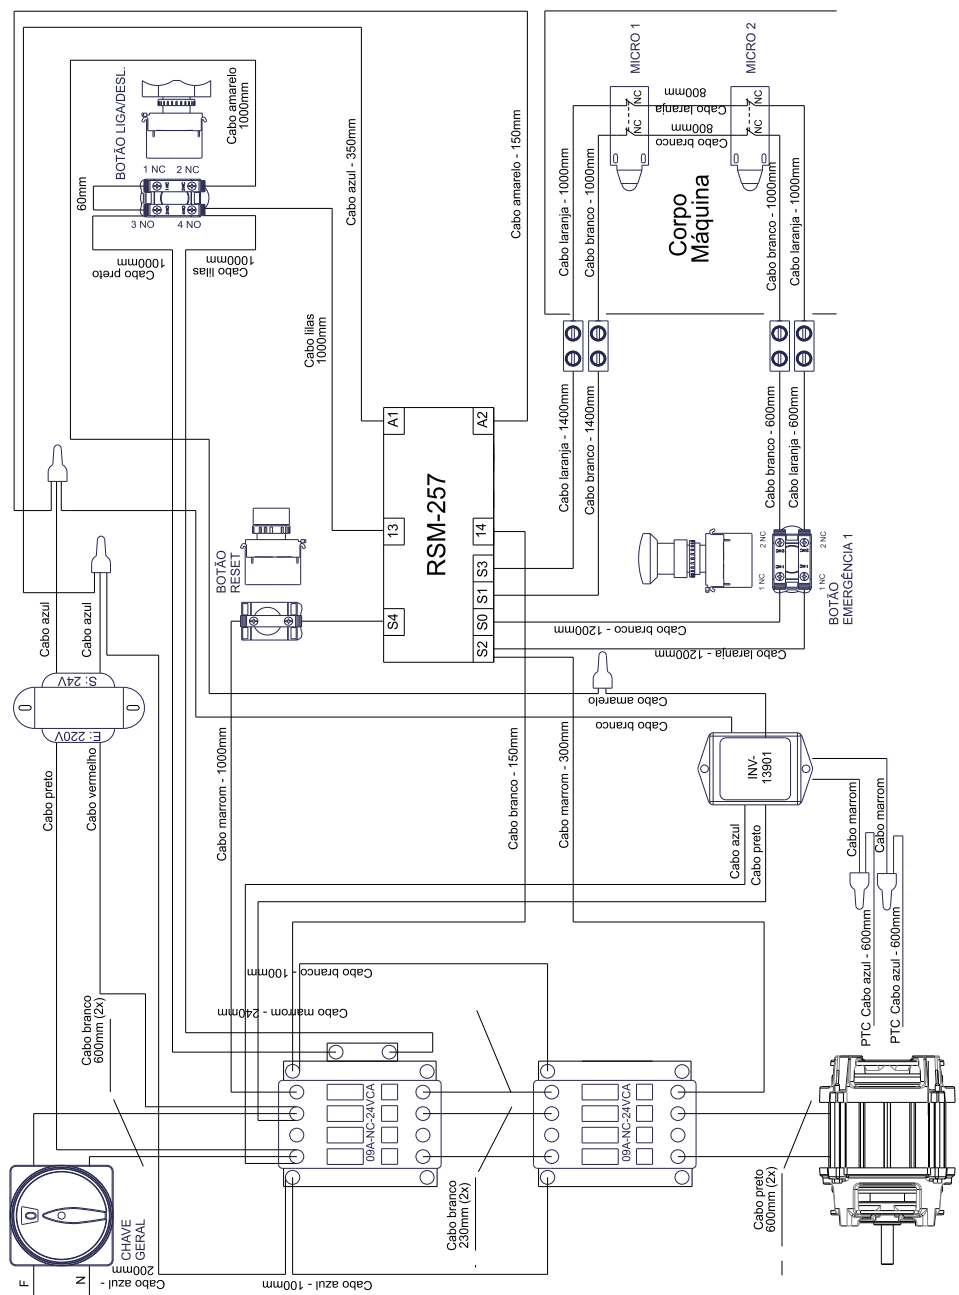 MICRO 1
MICRO 2
BOTÃO LIGA/DESL.
Cabo amarelo
1000mm
NC
NC
800mm
Cabo laranja
NC
NC
800mm
Cabo branco
1 NC
2 NC
60mm
3 NO
4 NO
Cabo preto
1000mm
Cabo lilas
1000mm
Cabo azul - 350mm
Cabo amarelo - 150mm
Cabo laranja - 1000mm
Cabo branco - 1000mm
Corpo
Máquina
Cabo branco - 1000mm
Cabo laranja - 1000mm
Cabo lilas
1000mm
A1
A2
Cabo laranja - 1400mm
Cabo branco - 1400mm
Cabo branco - 600mm
Cabo laranja - 600mm
RSM-257
13
14
S3
S1
S4
S0
S2
BOTÃO
RESET
1 NC
2 NC
1 NC
2 NC
BOTÃO
EMERGÊNCIA 1
Cabo azul
Cabo azul
Cabo branco - 1200mm
Cabo laranja - 1200mm
S: 24V
E: 220V
Cabo amarelo
Cabo branco
Cabo preto
Cabo vermelho
Cabo marrom - 1000mm
Cabo branco - 150mm
Cabo marrom - 300mm
INV-
13901
Cabo azul
Cabo preto
Cabo marrom
Cabo marrom
PTC Cabo azul - 600mm
PTC Cabo azul - 600mm
Cabo branco - 100mm
Cabo marrom - 240mm
Cabo branco
600mm (2x)
09A-NC-24VCA
09A-NC-24VCA
0
CHAVE
GERAL
F
N
Cabo azul -
200mm
Cabo azul - 100mm
Cabo branco
230mm (2x)
Cabo preto
600mm (2x)